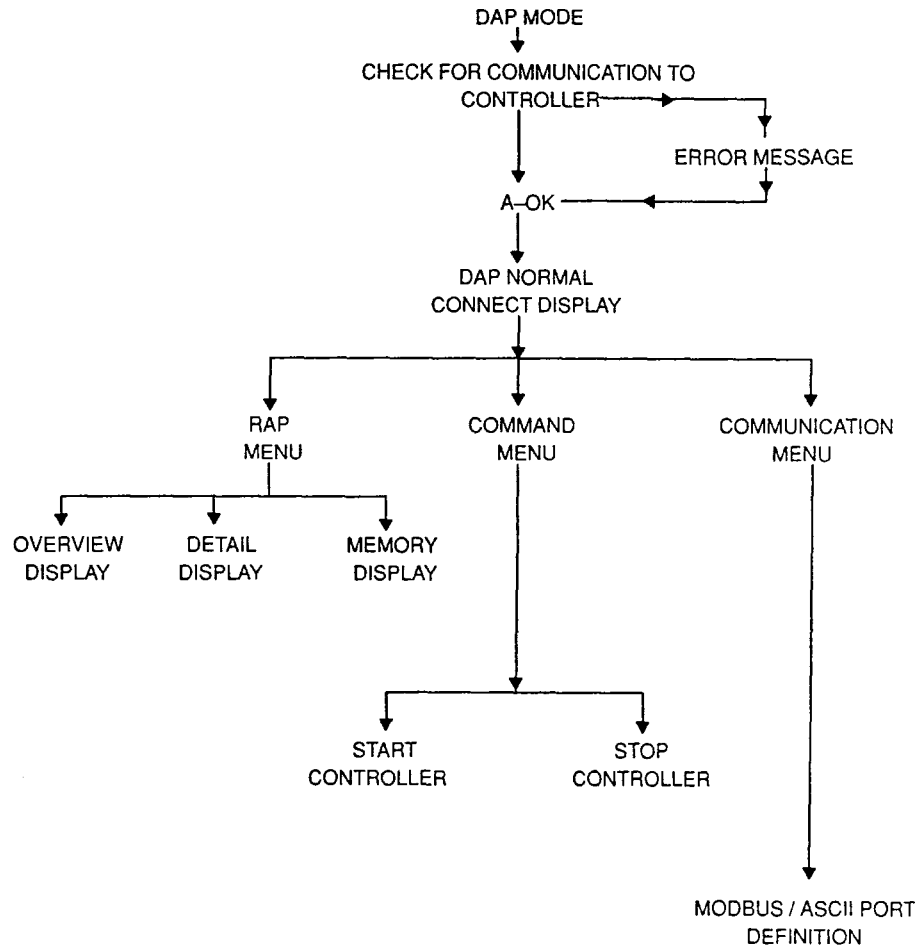 DAP MODE
CHECK FOR COMMUNICATION TO
CONTROLLER
ERROR MESSAGE
A–OK
DAP NORMAL
CONNECT DISPLAY
RAP
MENU
COMMAND
MENU
COMMUNICATION
MENU
OVERVIEW
DISPLAY
DETAIL
DISPLAY
MEMORY
DISPLAY
START
CONTROLLER
STOP
CONTROLLER
MODBUS / ASCII PORT
DEFINITION